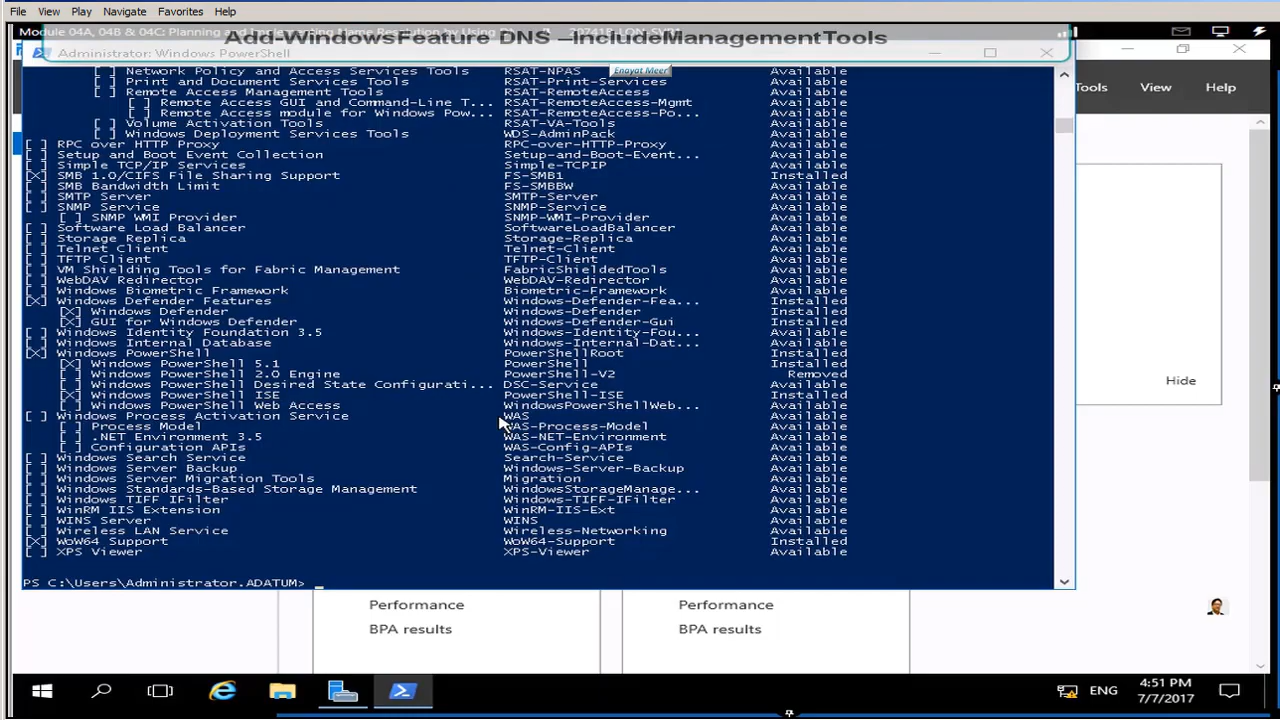 File View Play Navigate Favorites Help
Module 04A, 04B & 04C: Planning and Implementing Name Resolution by Using
Add-WindowsFeature DNS –IncludeManagementTools
Administrator: Windows PowerShell
Enayat Meer
Tools View Help
[ ] Network Policy and Access Services Tools RSAT-NPAS Available
[ ] Print and Document Services Tools RSAT-Print-Services Available
[ ] Remote Access Management Tools RSAT-RemoteAccess Available
[ ] Remote Access GUI and Command-Line T... RSAT-RemoteAccess-Mgmt Available
[ ] Remote Access module for Windows Pow... RSAT-RemoteAccess-Po... Available
[ ] Volume Activation Tools RSAT-VA-Tools Available
[ ] Windows Deployment Services Tools WDS-AdminPack Available
[ ] RPC over HTTP Proxy RPC-over-HTTP-Proxy Available
[ ] Setup and Boot Event Collection Setup-and-Boot-Event... Available
[ ] Simple TCP/IP Services Simple-TCPIP Available
[X] SMB 1.0/CIFS File Sharing Support FS-SMB1 Installed
[ ] SMB Bandwidth Limit FS-SMBBW Available
[ ] SMTP Server SMTP-Server Available
[ ] SNMP Service SNMP-Service Available
[ ] SNMP WMI Provider SNMP-WMI-Provider Available
[ ] Software Load Balancer SoftwareLoadBalancer Available
[ ] Storage Replica Storage-Replica Available
[ ] Telnet Client Telnet-Client Available
[ ] TFTP Client TFTP-Client Available
[ ] VM Shielding Tools for Fabric Management FabricShieldedTools Available
[ ] WebDAV Redirector WebDAV-Redirector Available
[ ] Windows Biometric Framework Biometric-Framework Available
[X] Windows Defender Features Windows-Defender-Fea... Installed
[X] Windows Defender Windows-Defender Installed
[X] GUI for Windows Defender Windows-Defender-Gui Installed
[ ] Windows Identity Foundation 3.5 Windows-Identity-Fou... Available
[ ] Windows Internal Database Windows-Internal-Dat... Available
[X] Windows PowerShell PowerShellRoot Installed
[X] Windows PowerShell 5.1 PowerShell Installed
[ ] Windows PowerShell 2.0 Engine PowerShell-V2 Removed
[ ] Windows PowerShell Desired State Configurati... DSC-Service Available
[X] Windows PowerShell ISE PowerShell-ISE Installed
[ ] Windows PowerShell Web Access WindowsPowerShellWeb... Available
[ ] Windows Process Activation Service WAS Available
[ ] Process Model WAS-Process-Model Available
[ ] .NET Environment 3.5 WAS-NET-Environment Available
[ ] Configuration APIs WAS-Config-APIs Available
[ ] Windows Search Service Search-Service Available
[ ] Windows Server Backup Windows-Server-Backup Available
[ ] Windows Server Migration Tools Migration Available
[ ] Windows Standards-Based Storage Management WindowsStorageManage... Available
[ ] Windows TIFF IFilter Windows-TIFF-IFilter Available
[ ] WinRM IIS Extension WinRM-IIS-Ext Available
[ ] WINS Server WINS Available
[ ] Wireless LAN Service Wireless-Networking Available
[X] WoW64 Support WoW64-Support Installed
[ ] XPS Viewer XPS-Viewer Available
PS C:\Users\Administrator.ADATUM> _
Hide
Performance Performance
BPA results BPA results
ENG
4:51 PM
7/7/2017